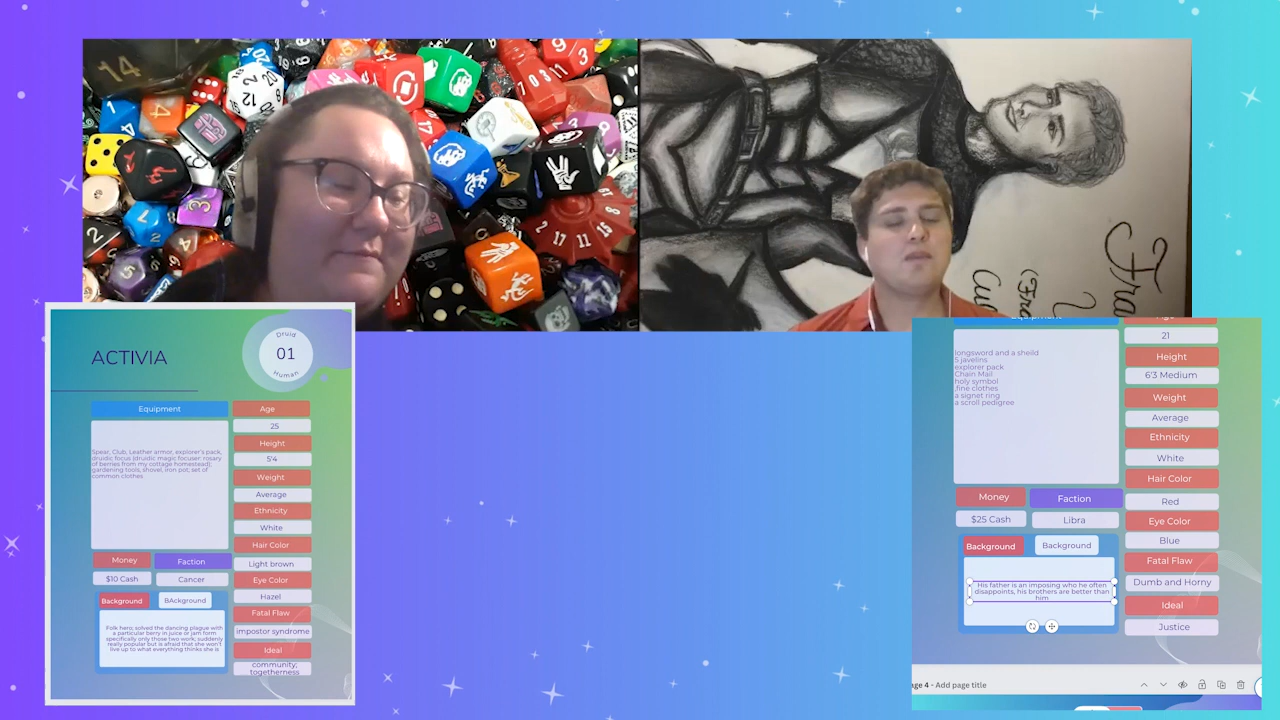 Fra
(Fra
ACTIVIA
Druid
01
Human
Equipment
Spear, Club, Leather armor, explorer's pack,
druidic focus (druidic magic focuser: rosary
of berries from my cottage homestead);
gardening tools, shovel, iron pot, set of
common clothes
Age
25
Height
5'4
Weight
Average
Ethnicity
White
Hair Color
Light brown
Eye Color
Hazel
Fatal Flaw
impostor syndrome
Ideal
community;
togetherness
Money
$10 Cash
Faction
Cancer
Background
BAckground
Folk hero; solved the dancing plague with
a particular berry in juice or jam form
specifically only those two work; suddenly
really popular but is afraid that she won't
live up to what everything thinks she is
longsword and a sheild
5 javelins
explorer pack
Chain Mail
holy symbol
,fine clothes
a signet ring
a scroll pedigree
21
Height
6'3 Medium
Weight
Average
Ethnicity
White
Hair Color
Red
Eye Color
Blue
Fatal Flaw
Dumb and Horny
Ideal
Justice
Money
$25 Cash
Faction
Libra
Background
Background
His father is an imposing who he often
disappoints, his brothers are better than
him
age 4 - Add page title